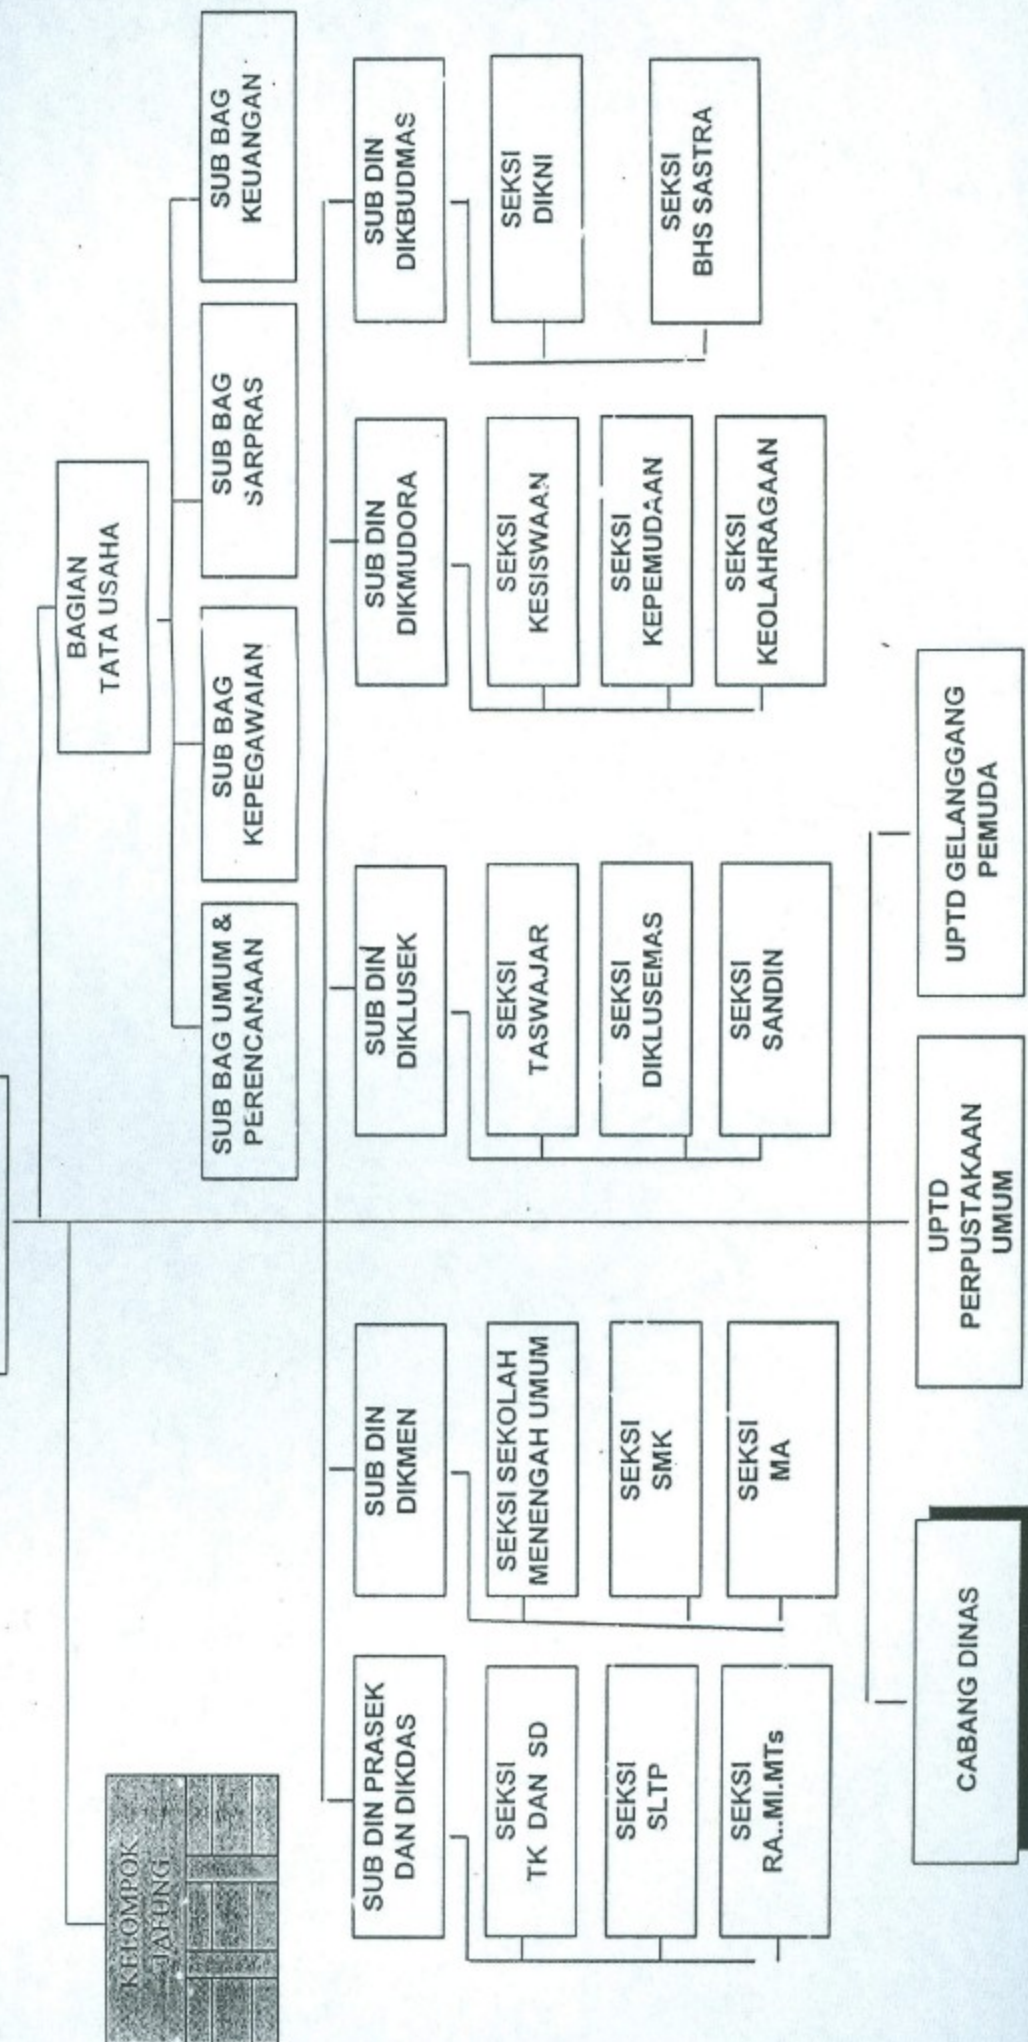 BAGIAN
TATA USAHA
KELOMPOK
JAFUNG
SUB BAG UMUM &
PERENCANAAN
SUB BAG
KEPEGAWAIAN
SUB BAG
SARPRAS
SUB BAG
KEUANGAN
SUB DIN PRASEK
DAN DIKDAS
SUB DIN
DIKMEN
SUB DIN
DIKLUSEK
SUB DIN
DIKMUDORA
SUB DIN
DIKBUDMAS
SEKSI
TK DAN SD
SEKSI
SLTP
SEKSI
RA..MI.MTs
SEKSI SEKOLAH
MENENGAH UMUM
SEKSI
SMK
SEKSI
MA
SEKSI
TASWAJAR
SEKSI
DIKLUSEMAS
SEKSI
SANDIN
SEKSI
KESISWAAN
SEKSI
KEPEMUDAAN
SEKSI
KEOLAHRAGAAN
SEKSI
DIKNI
SEKSI
BHS SASTRA
CABANG DINAS
UPTD
PERPUSTAKAAN
UMUM
UPTD GELANGGANG
PEMUDA